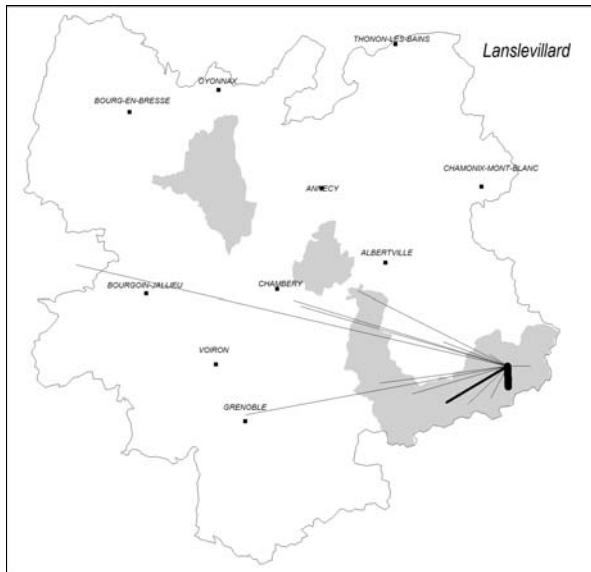 THONON-LES-BAINS
Lanslevillard
OYONNAX
BOURG-EN-BRESSE
CHAMONIX-MONT-BLANC
ANNECY
ALBERTVILLE
CHAMBERY
BOURGOIN-JALLIEU
VOIRON
GRENOBLE